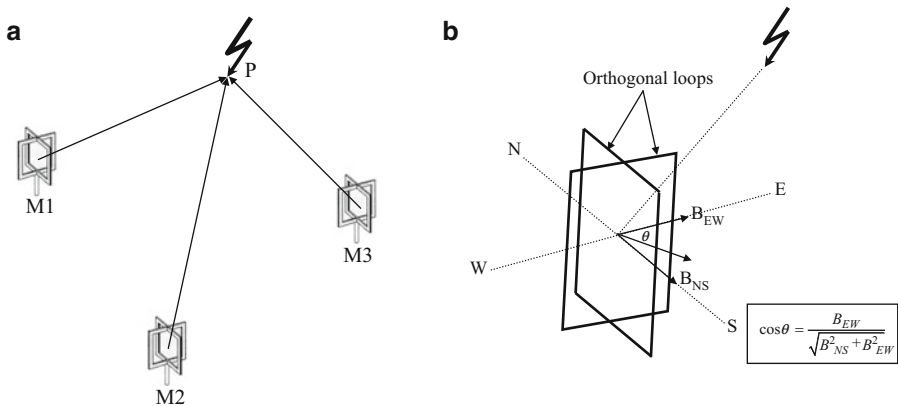 a
P
M1
M3
M2
b
Orthogonal loops
N
E
B_EW
θ
W
B_NS
S
cosθ = B_EW / √(B²_NS + B²_EW)